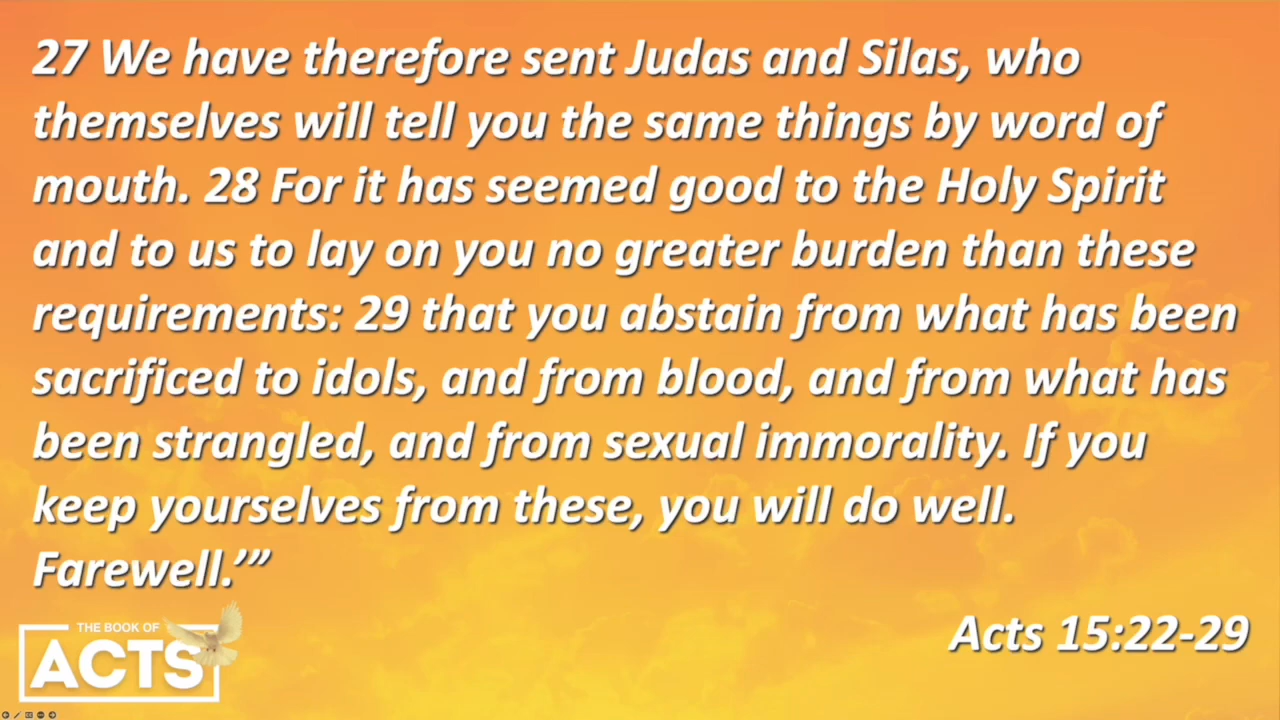 27 We have therefore sent Judas and Silas, who
themselves will tell you the same things by word of
mouth. 28 For it has seemed good to the Holy Spirit
and to us to lay on you no greater burden than these
requirements: 29 that you abstain from what has been
sacrificed to idols, and from blood, and from what has
been strangled, and from sexual immorality. If you
keep yourselves from these, you will do well.
Farewell.’”
THE BOOK OF
ACTS
Acts 15:22-29